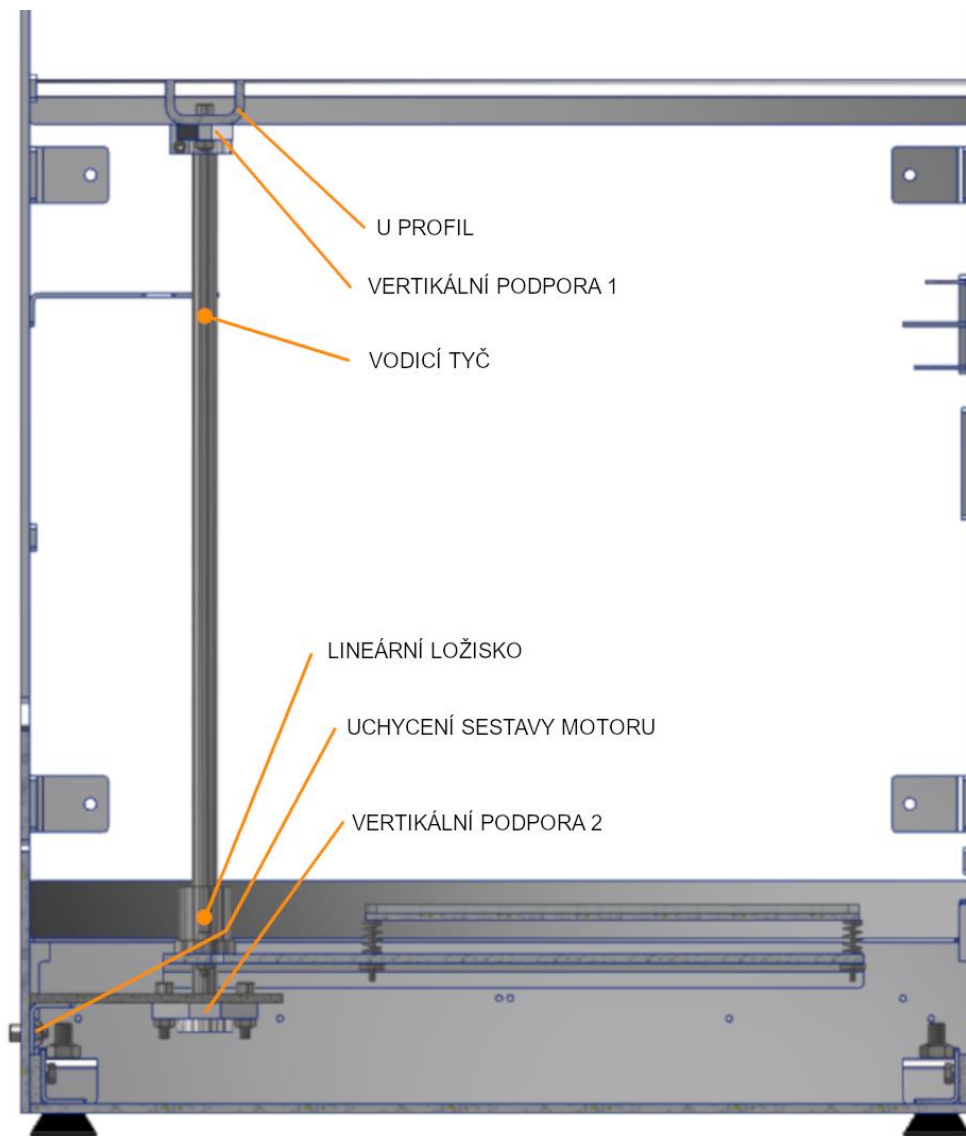 U PROFIL
VERTIKÁLNÍ PODPORA 1
VODICÍ TYČ
LINEÁRNÍ LOŽISKO
UCHYCENÍ SESTAVY MOTORU
VERTIKÁLNÍ PODPORA 2